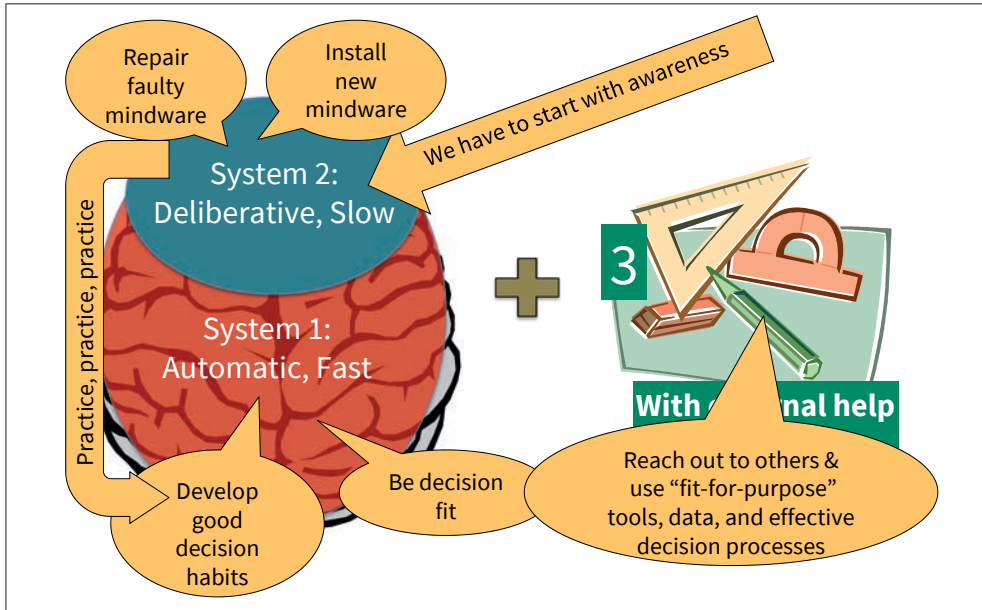 Repair
faulty
mindware
Install
new
mindware
We have to start with awareness
System 2:
Deliberative, Slow
Practice, practice, practice
System 1:
Automatic, Fast
3
With help
Develop
good
decision
habits
Be decision
fit
Reach out to others &
use “fit-for-purpose”
tools, data, and effective
decision processes